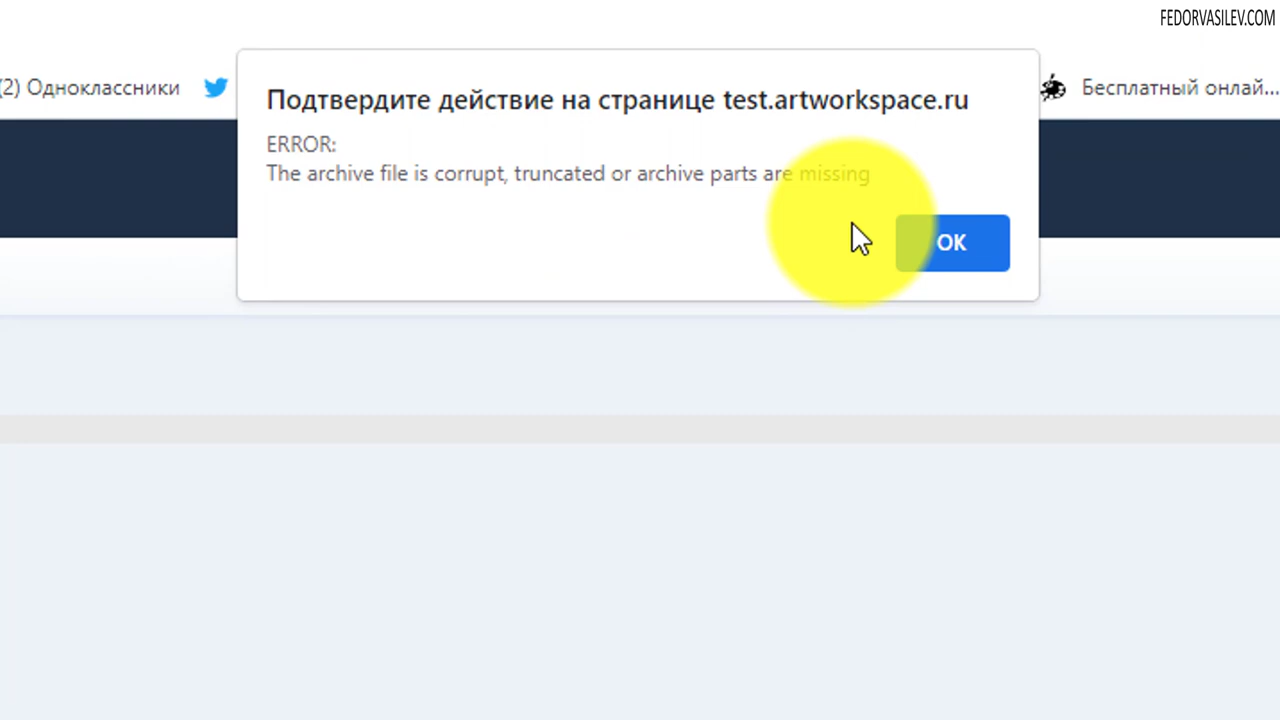 FEDORVASILEV.COM
(2) Одноклассники
Бесплатный онлай...
Подтвердите действие на странице test.artworkspace.ru
ERROR:
The archive file is corrupt, truncated or archive parts are missing
OK